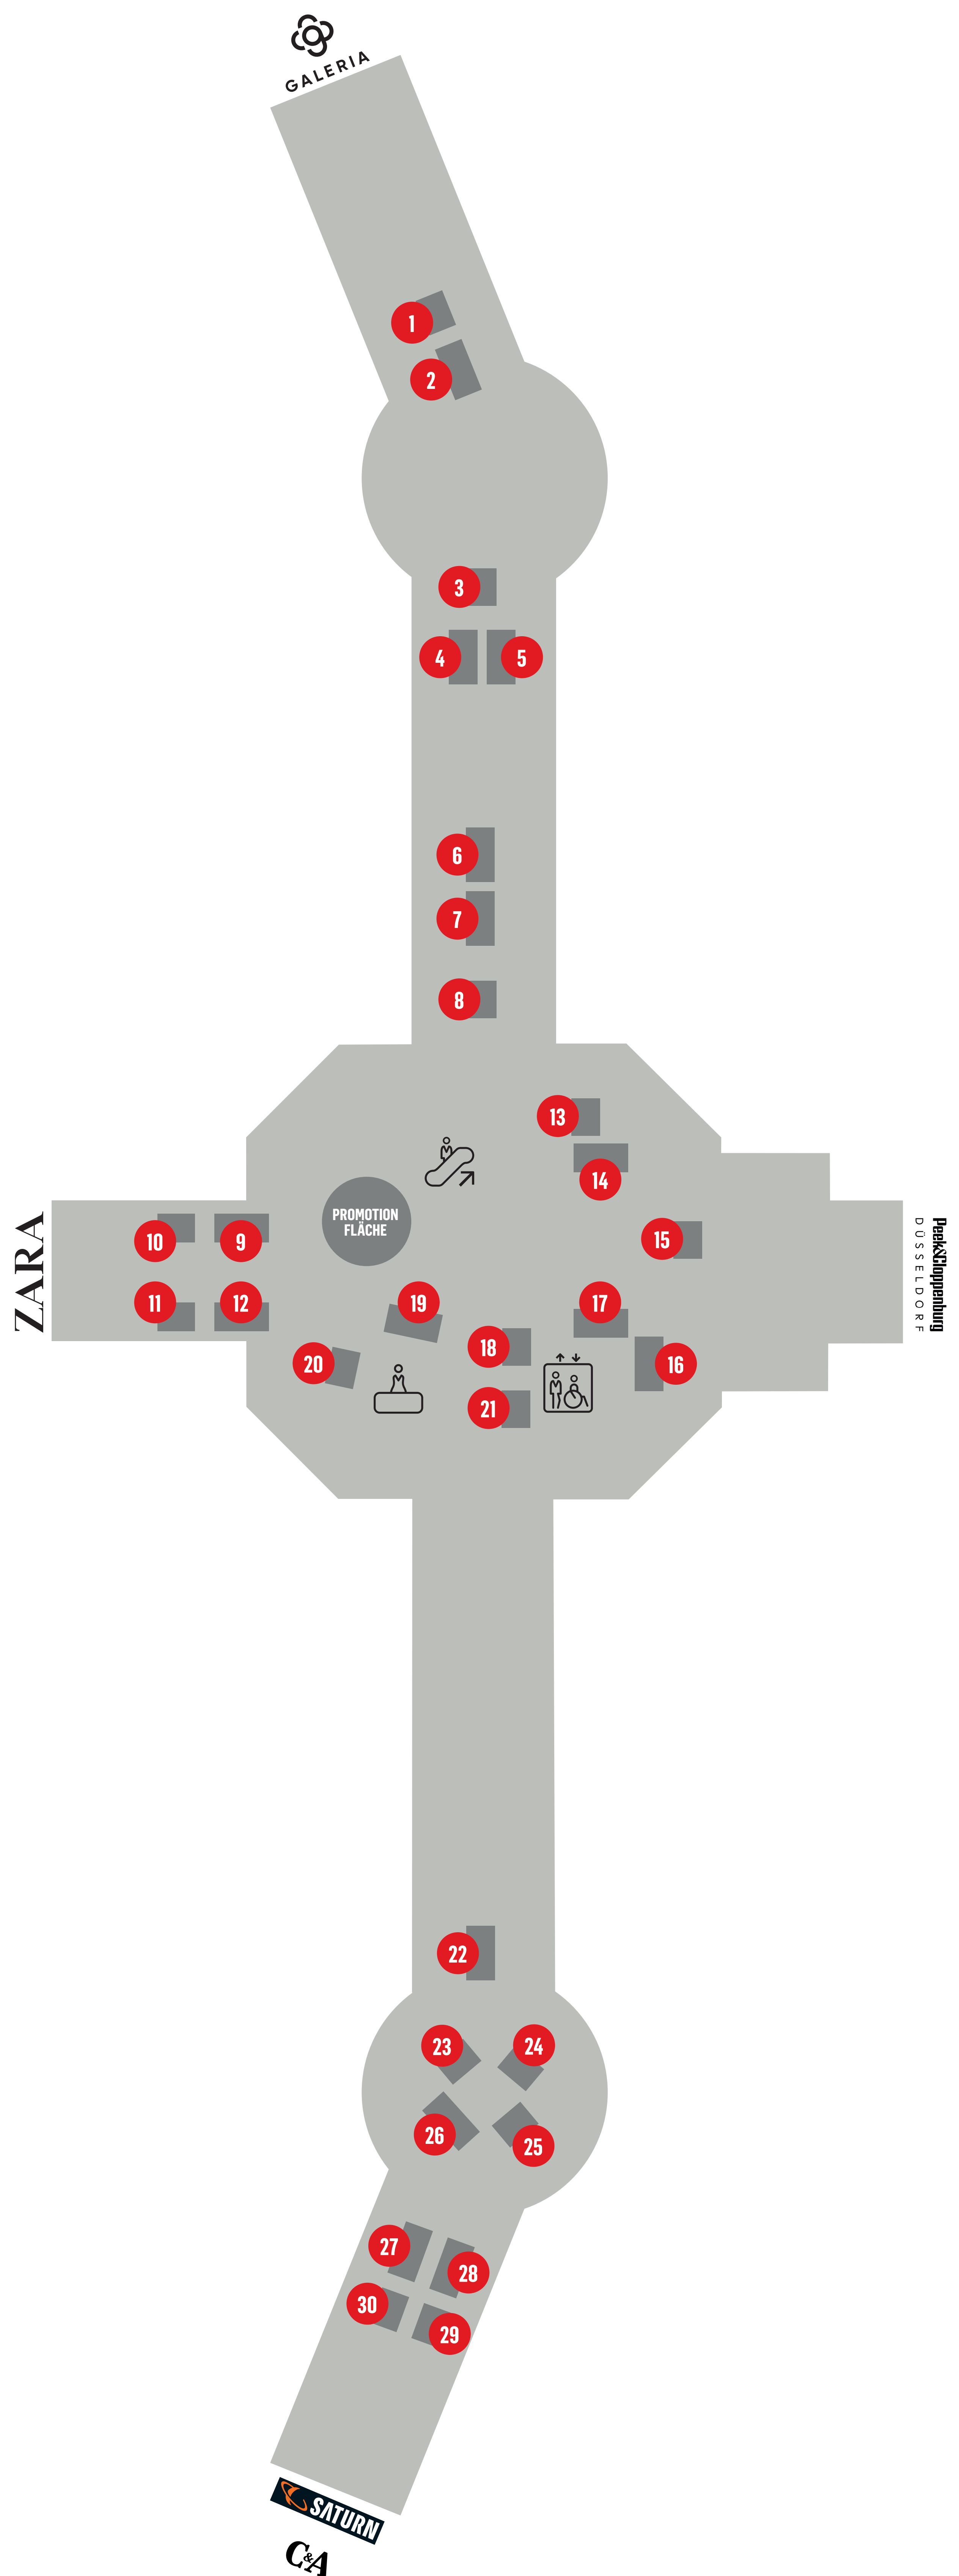 GALERIA
1
2
3
4 5
6
7
8
13
14
PROMOTION
FLÄCHE
15
ZARA
10 9
11 12
Peek&Cloppenburg
DÜSSELDORF
19 17
18
20 16
21
22
23 24
26 25
27 28
30 29
SATURN
C&A